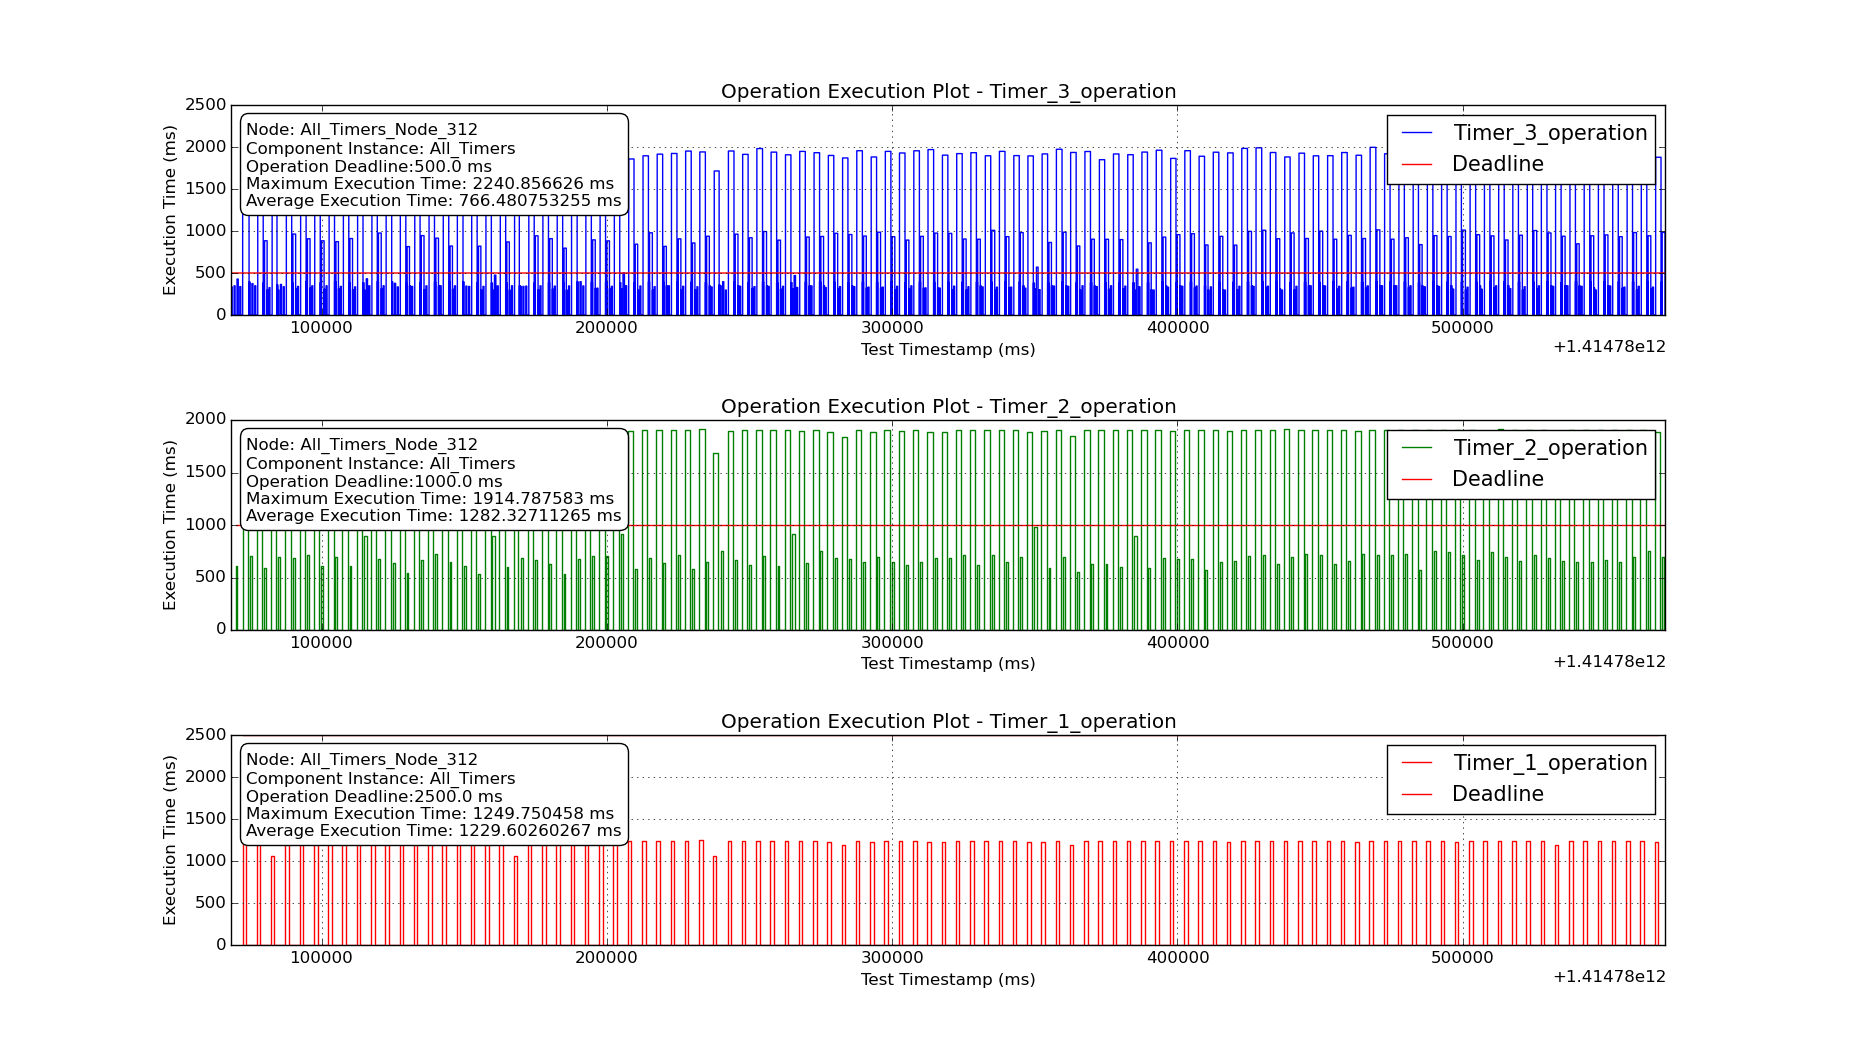 Operation Execution Plot - Timer_3_operation
Execution Time (ms)
2500
2000
1500
1000
500
0
Node: All_Timers_Node_312
Component Instance: All_Timers
Operation Deadline:500.0 ms
Maximum Execution Time: 2240.856626 ms
Average Execution Time: 766.480753255 ms
Timer_3_operation
Deadline
100000 200000 300000 400000 500000
Test Timestamp (ms)
+1.41478e12
Operation Execution Plot - Timer_2_operation
Execution Time (ms)
2000
1500
1000
500
0
Node: All_Timers_Node_312
Component Instance: All_Timers
Operation Deadline:1000.0 ms
Maximum Execution Time: 1914.787583 ms
Average Execution Time: 1282.32711265 ms
Timer_2_operation
Deadline
100000 200000 300000 400000 500000
Test Timestamp (ms)
+1.41478e12
Operation Execution Plot - Timer_1_operation
Execution Time (ms)
2500
2000
1500
1000
500
0
Node: All_Timers_Node_312
Component Instance: All_Timers
Operation Deadline:2500.0 ms
Maximum Execution Time: 1249.750458 ms
Average Execution Time: 1229.60260267 ms
Timer_1_operation
Deadline
100000 200000 300000 400000 500000
Test Timestamp (ms)
+1.41478e12